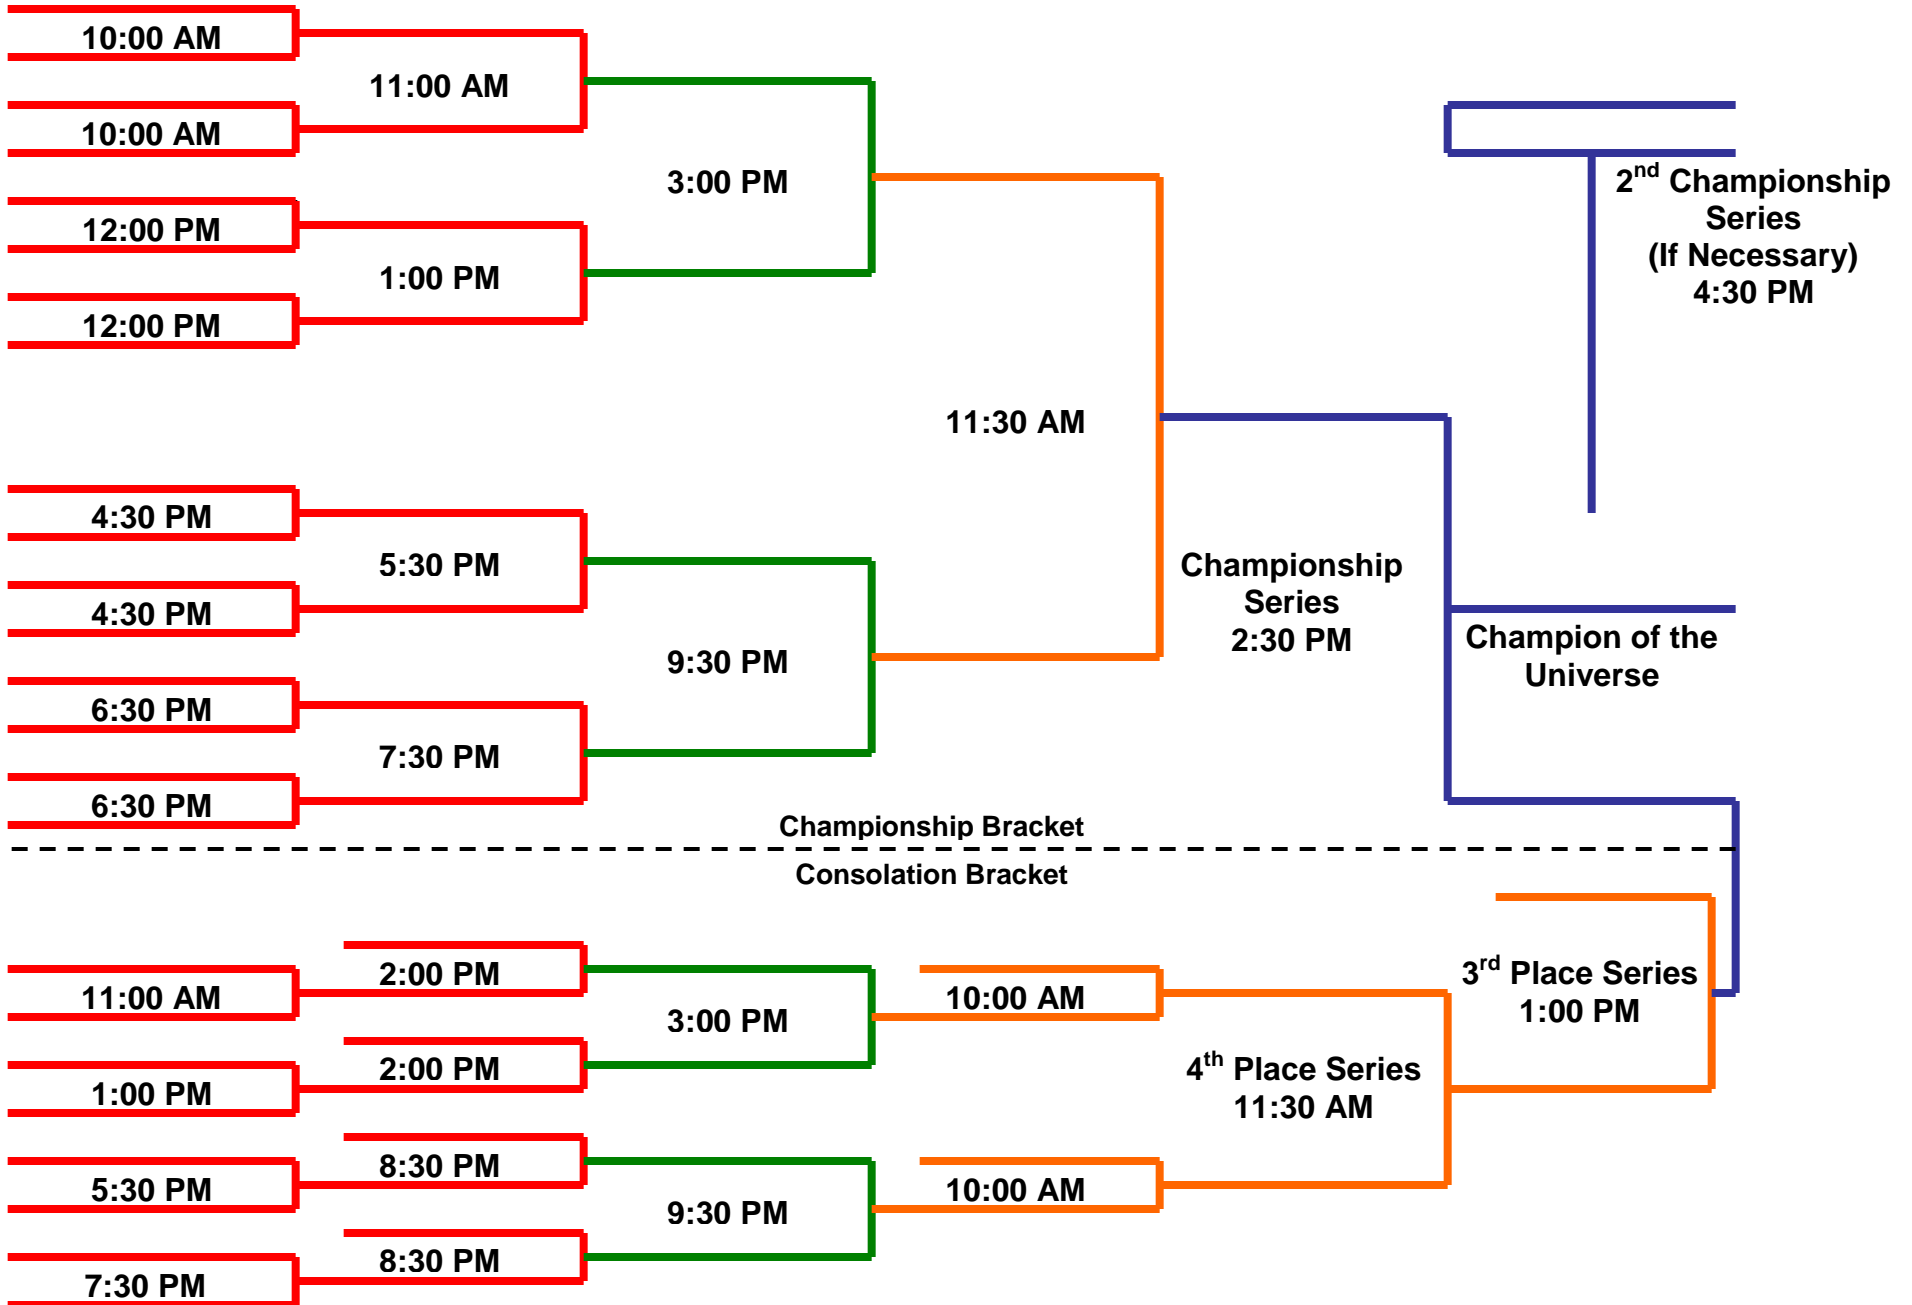 10:00 AM
11:00 AM
10:00 AM
3:00 PM
12:00 PM
1:00 PM
12:00 PM
2nd Championship
Series
(If Necessary)
4:30 PM
11:30 AM
4:30 PM
5:30 PM
4:30 PM
9:30 PM
6:30 PM
7:30 PM
6:30 PM
Championship
Series
2:30 PM
Champion of the
Universe
Championship Bracket
Consolation Bracket
11:00 AM
2:00 PM
3:00 PM
1:00 PM
2:00 PM
5:30 PM
8:30 PM
9:30 PM
7:30 PM
8:30 PM
10:00 AM
10:00 AM
4th Place Series
11:30 AM
3rd Place Series
1:00 PM